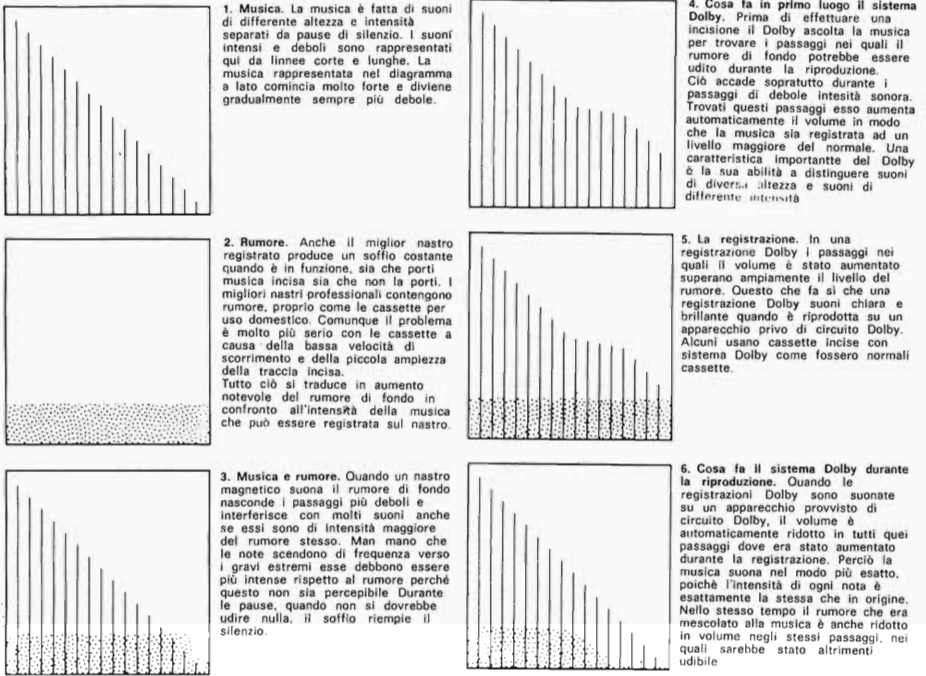 1. Musica. La musica è fatta di suoni
di differente altezza e intensità
separati da pause di silenzio. I suoni
intensi e deboli sono rappresentati
qui da linnee corte e lunghe. La
musica rappresentata nel diagramma
a lato comincia molto forte e diviene
gradualmente sempre più debole.
2. Rumore. Anche il miglior nastro
registrato produce un soffio costante
quando è in funzione, sia che porti
musica incisa sia che non la porti. I
migliori nastri professionali contengono
rumore, proprio come le cassette per
uso domestico. Comunque il problema
è molto più serio con le cassette a
causa della bassa velocità di
scorrimento e della piccola ampiezza
della traccia incisa.
Tutto ciò si traduce in aumento
notevole del rumore di fondo in
confronto all'intensità della musica
che può essere registrata sul nastro.
3. Musica e rumore. Quando un nastro
magnetico suona il rumore di fondo
nasconde i passaggi più deboli e
interferisce con molti suoni anche
se essi sono di intensità maggiore
del rumore stesso. Man mano che
le note scendono di frequenza verso
i gravi estremi esse debbono essere
più intense rispetto al rumore perché
questo non sia percepibile Durante
le pause, quando non si dovrebbe
udire nulla, il soffio riempie il
silenzio.
4. Cosa fa in primo luogo il sistema
Dolby. Prima di effettuare una
incisione il Dolby ascolta la musica
per trovare i passaggi nei quali il
rumore di fondo potrebbe essere
udito durante la riproduzione.
Ciò accade sopratutto durante i
passaggi di debole intesità sonora.
Trovati questi passaggi esso aumenta
automaticamente il volume in modo
che la musica sia registrata ad un
livello maggiore del normale. Una
caratteristica importantte del Dolby
è la sua abilità a distinguere suoni
di diversa altezza e suoni di
differente intensità
5. La registrazione. In una
registrazione Dolby i passaggi nei
quali il volume è stato aumentato
superano ampiamente il livello del
rumore. Questo che fa sì che una
registrazione Dolby suoni chiara e
brillante quando è riprodotta su un
apparecchio privo di circuito Dolby.
Alcuni usano cassette incise con
sistema Dolby come fossero normali
cassette.
6. Cosa fa il sistema Dolby durante
la riproduzione. Quando le
registrazioni Dolby sono suonate
su un apparecchio provvisto di
circuito Dolby, il volume è
automaticamente ridotto in tutti quei
passaggi dove era stato aumentato
durante la registrazione. Perciò la
musica suona nel modo più esatto,
poichè l'intensità di ogni nota è
esattamente la stessa che in origine.
Nello stesso tempo il rumore che era
mescolato alla musica è anche ridotto
in volume negli stessi passaggi, nei
quali sarebbe stato altrimenti
udibile